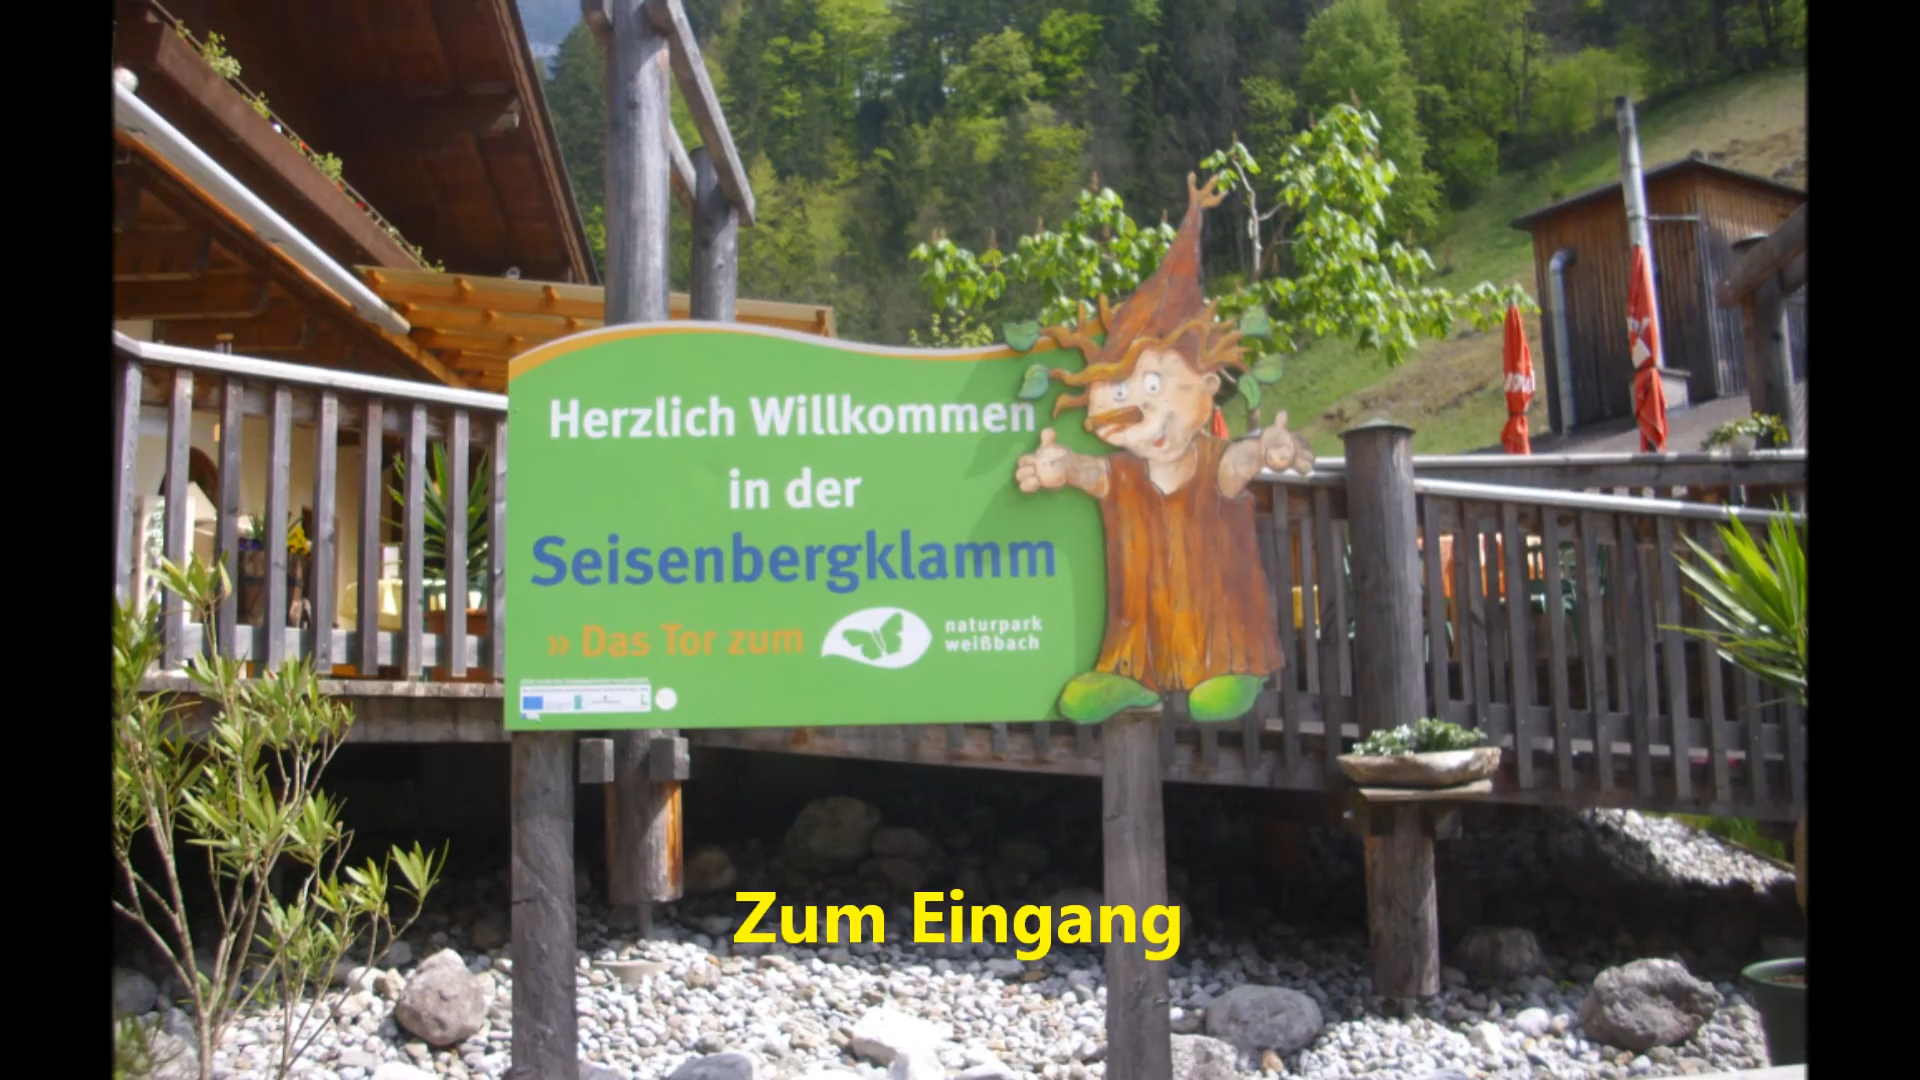 Herzlich Willkommen
in der
Seisenbergklamm
» Das Tor zum
naturpark
weißbach
Zum Eingang